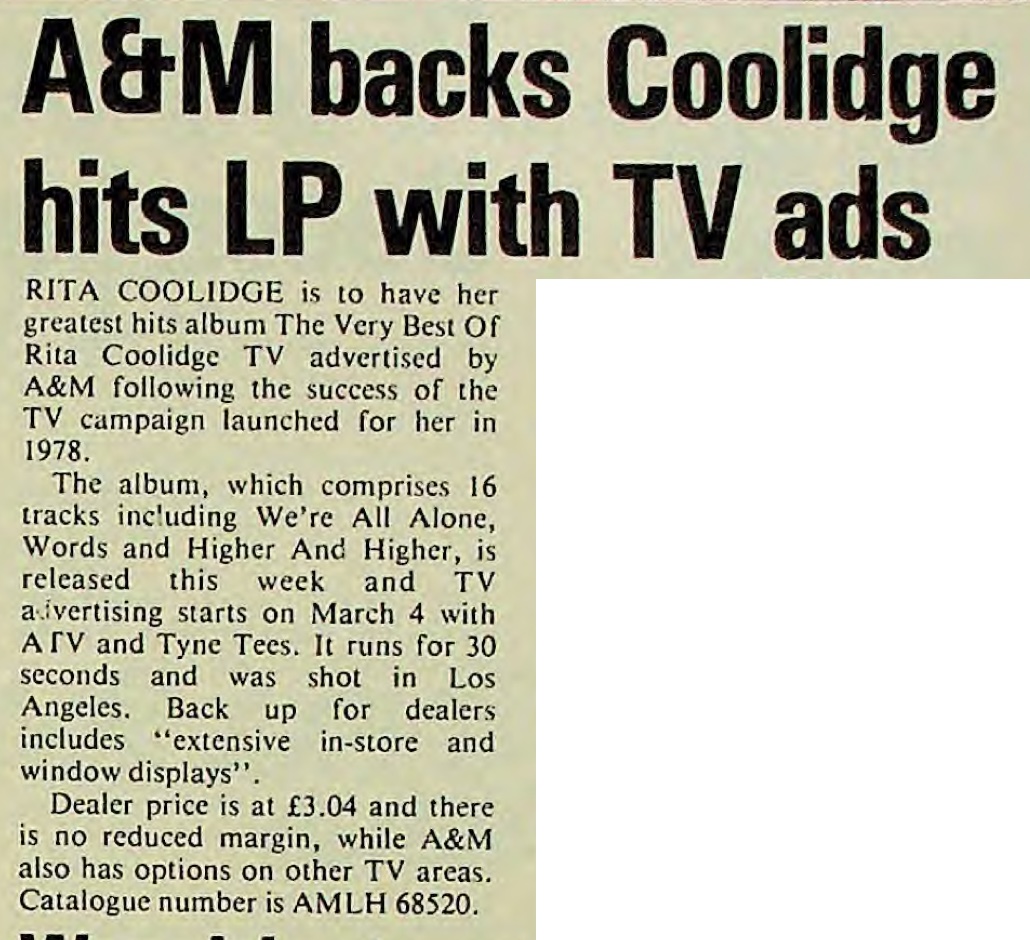 A&M backs Coolidge
hits LP with TV ads
RITA COOLIDGE is to have her
greatest hits album The Very Best Of
Rita Coolidge TV advertised by
A&M following the success of the
TV campaign launched for her in
1978.
The album, which comprises 16
tracks including We're All Alone,
Words and Higher And Higher, is
released this week and TV
advertising starts on March 4 with
ATV and Tyne Tees. It runs for 30
seconds and was shot in Los
Angeles. Back up for dealers
includes "extensive in-store and
window displays".
Dealer price is at £3.04 and there
is no reduced margin, while A&M
also has options on other TV areas.
Catalogue number is AMLH 68520.